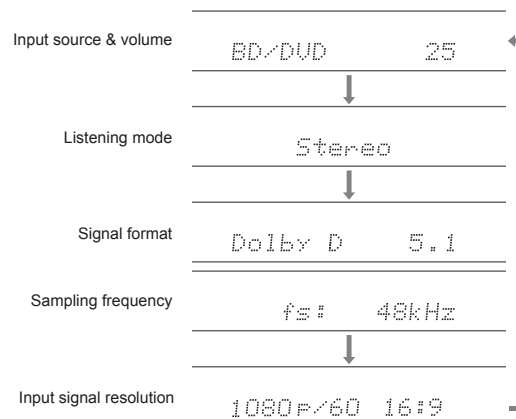 Input source & volume
BD/DVD 25
Listening mode
Stereo
Signal format
Dolby D 5.1
Sampling frequency
fs: 48kHz
Input signal resolution
1080p/60 16:9